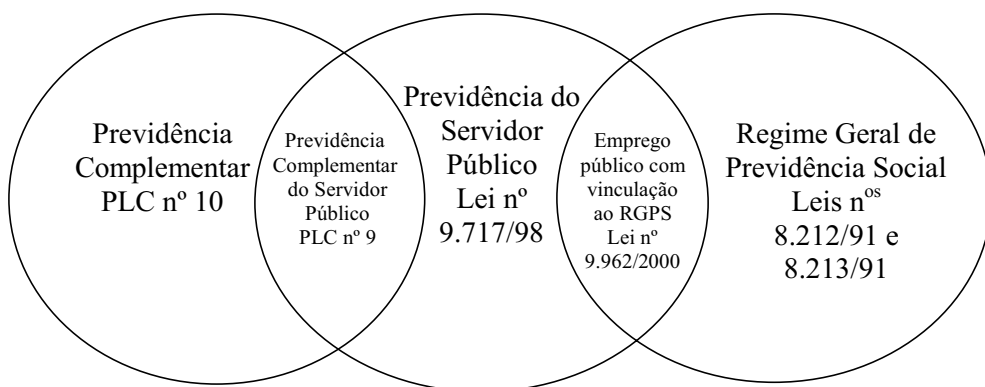 Previdência
Complementar
PLC nº 10
Previdência
Complementar
do Servidor
Público
PLC nº 9
Previdência do
Servidor
Público
Lei nº
9.717/98
Emprego
público com
vinculação
ao RGPS
Lei nº
9.962/2000
Regime Geral de
Previdência Social
Leis nos
8.212/91 e
8.213/91